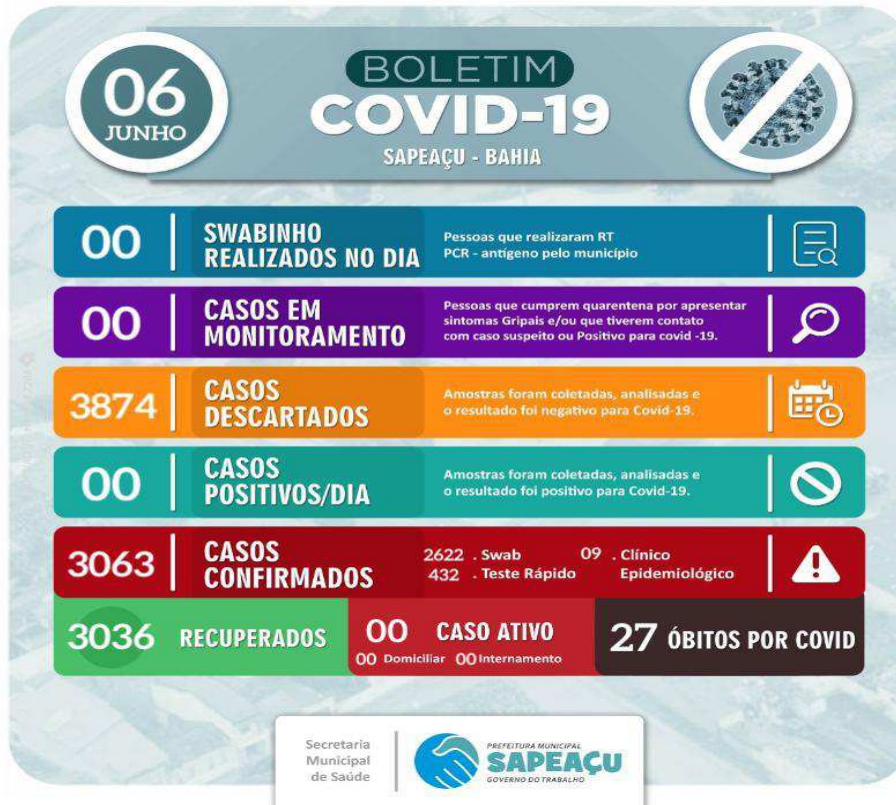 06
JUNHO
BOLETIM
COVID-19
SAPEAÇU - BAHIA
00
SWABINHO
REALIZADOS NO DIA
Pessoas que realizaram RT
PCR - antígeno pelo município
00
CASOS EM
MONITORAMENTO
Pessoas que cumprem quarentena por apresentar
sintomas Gripais e/ou que tiverem contato
com caso suspeito ou Positivo para covid -19.
3874
CASOS
DESCARTADOS
Amostras foram coletadas, analisadas e
o resultado foi negativo para Covid-19.
00
CASOS
POSITIVOS/DIA
Amostras foram coletadas, analisadas e
o resultado foi positivo para Covid-19.
3063
CASOS
CONFIRMADOS
2622 . Swab
432 . Teste Rápido
09 . Clínico
Epidemiológico
3036 RECUPERADOS
00 CASO ATIVO
00 Domiciliar 00 Internamento
27 ÓBITOS POR COVID
Secretaria
Municipal
de Saúde
PREFEITURA MUNICIPAL
SAPEAÇU
GOVERNO DO TRABALHO